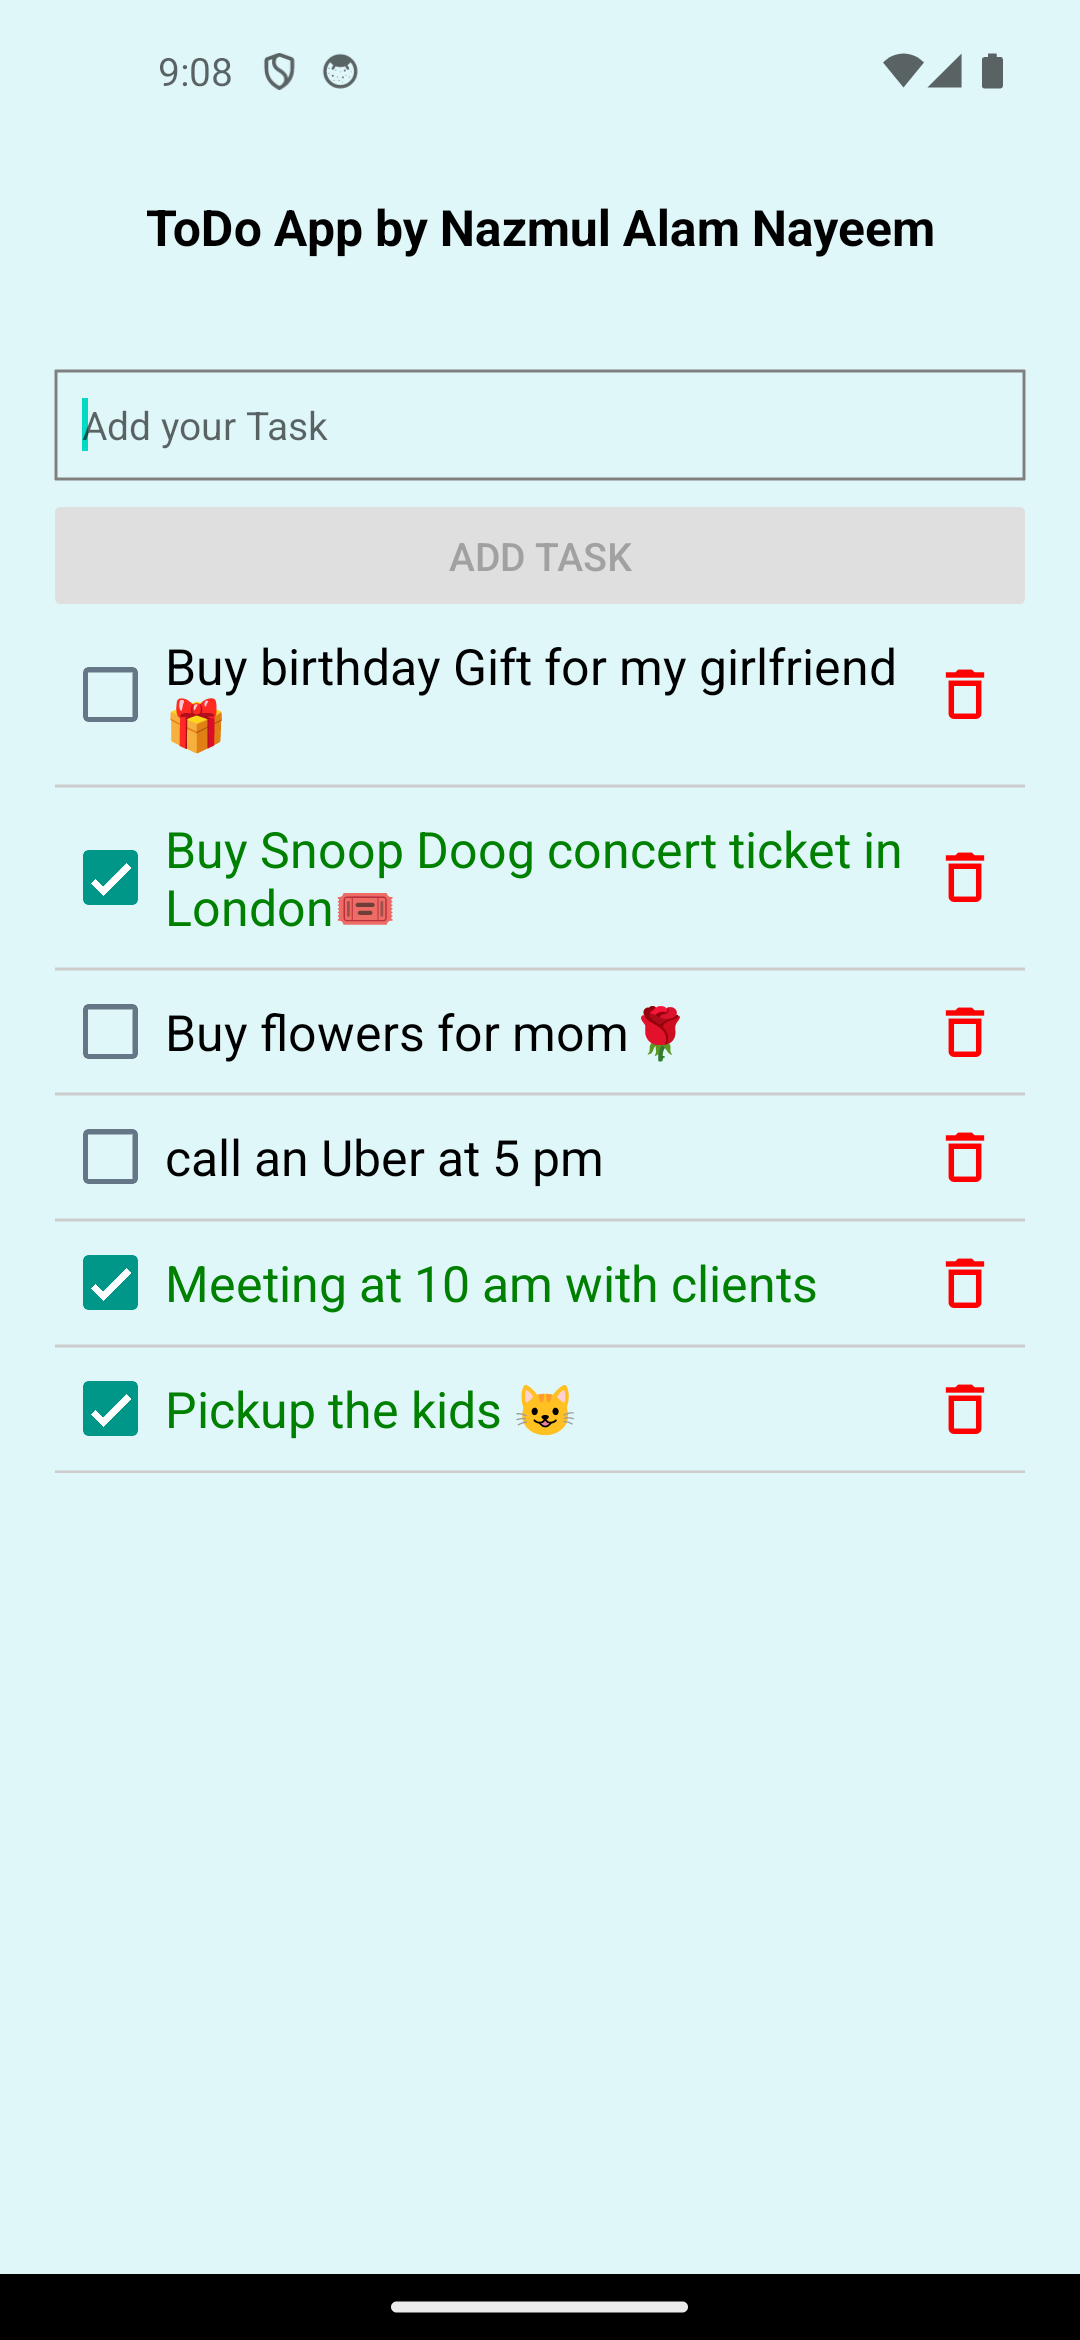 9:08
ToDo App by Nazmul Alam Nayeem
Add your Task
ADD TASK
Buy birthday Gift for my girlfriend
🎁
Buy Snoop Doog concert ticket in
London🎟️
Buy flowers for mom🌹
call an Uber at 5 pm
Meeting at 10 am with clients
Pickup the kids 😺